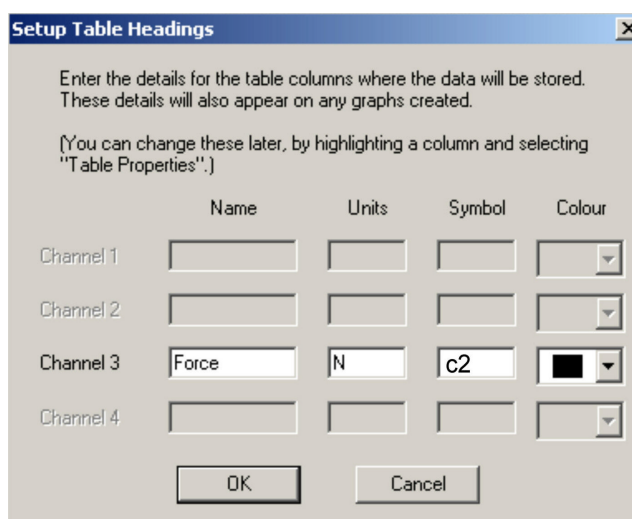 Setup Table Headings
Enter the details for the table columns where the data will be stored.
These details will also appear on any graphs created.
(You can change these later, by highlighting a column and selecting
"Table Properties".)
Name Units Symbol Colour
Channel 1
Channel 2
Channel 3 Force N c2
Channel 4
OK Cancel